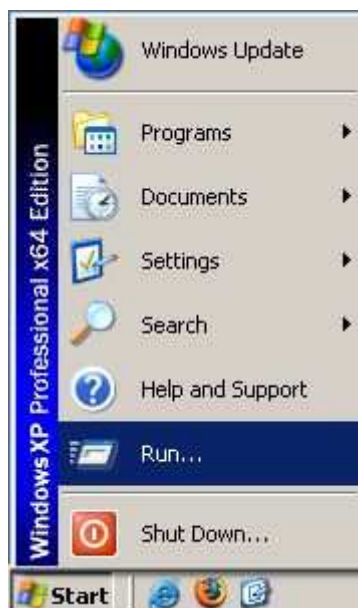 Windows Update
Programs
Documents
Settings
Search
Help and Support
Run...
Shut Down...
Windows XP Professional x64 Edition
Start